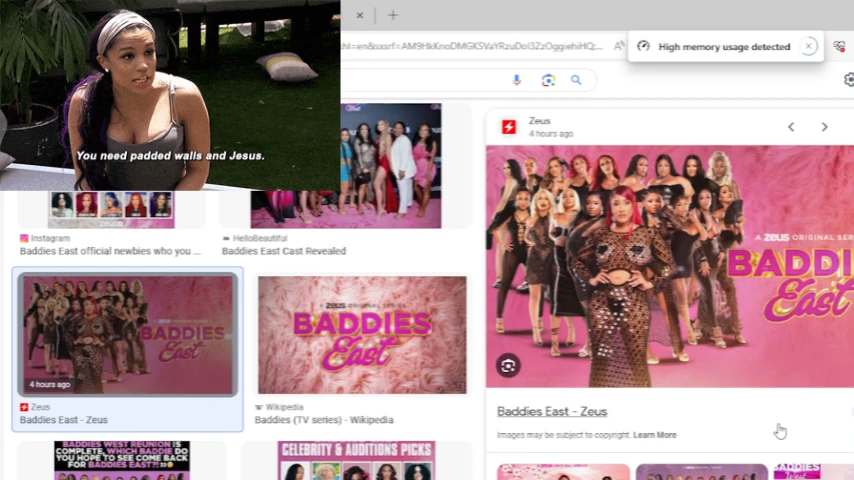 High memory usage detected
You need padded walls and Jesus.
Zeus
4 hours ago
Instagram
Baddies East official newbies who you ...
HelloBeautiful
Baddies East Cast Revealed
A ZEUS ORIGINAL SER
BADDI
East
BADDIES
East
4 hours ago
A ZEUS ORIGINAL SERIES
BADDIES
East
Zeus
Baddies East - Zeus
Wikipedia
Baddies (TV series) - Wikipedia
Baddies East - Zeus
Images may be subject to copyright. Learn More
BADDIES WEST REUNION IS
COMPLETE, WHICH BADDIE DO
YOU HOPE TO SEE COME BACK
FOR BADDIES EAST?!
CELEBRITY & AUDITIONS PICKS
BADDIES